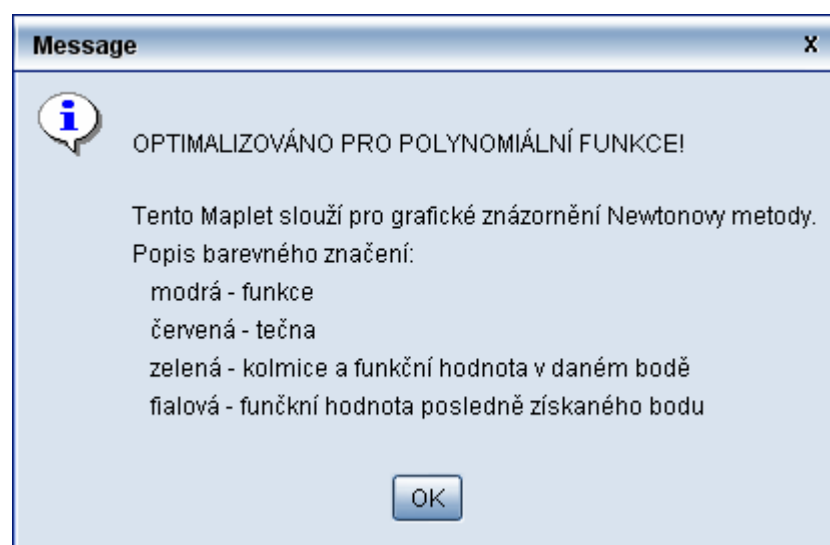 Message x
OPTIMALIZOVÁNO PRO POLYNOMIÁLNÍ FUNKCE!
Tento Maplet slouží pro grafické znázornění Newtonovy metody.
Popis barevného značení:
modrá - funkce
červená - tečna
zelená - kolmice a funkční hodnota v daném bodě
fialová - funčkní hodnota posledně získaného bodu
OK